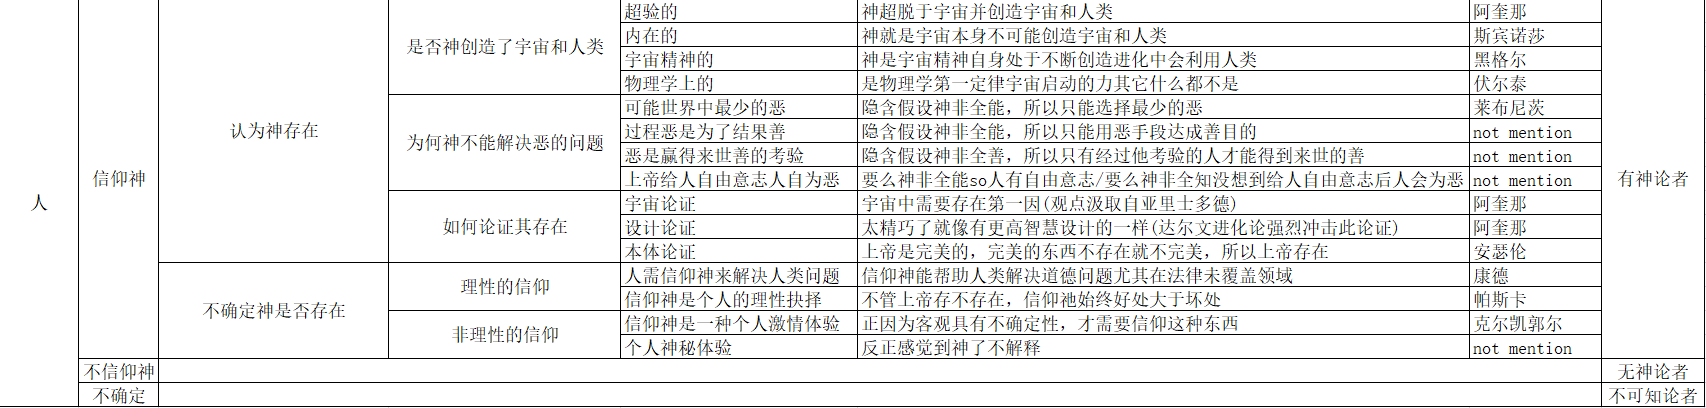 人
信仰神
认为神存在
是否神创造了宇宙和人类
超验的 神超脱于宇宙并创造宇宙和人类 阿奎那
内在的 神就是宇宙本身不可能创造宇宙和人类 斯宾诺莎
宇宙精神的 神是宇宙精神自身处于不断创造进化中会利用人类 黑格尔
物理学上的 是物理学第一定律宇宙启动的力其它什么都不是 伏尔泰
为何神不能解决恶的问题
可能世界中最少的恶 隐含假设神非全能，所以只能选择最少的恶 莱布尼茨
过程恶是为了结果善 隐含假设神非全能，所以只能用恶手段达成善目的 not mention
恶是赢得来世善的考验 隐含假设神非全善，所以只有经过他考验的人才能得到来世的善 not mention
上帝给人自由意志人自为恶 要么神非全能so人有自由意志/要么神非全知没想到给人自由意志后人会为恶 not mention
如何论证其存在
宇宙论证 宇宙中需要存在第一因(观点汲取自亚里士多德) 阿奎那
设计论证 太精巧了就像有更高智慧设计的一样(达尔文进化论强烈冲击此论证) 阿奎那
本体论证 上帝是完美的，完美的东西不存在就不完美，所以上帝存在 安瑟伦
不确定神是否存在
理性的信仰
人需信仰神来解决人类问题 信仰神能帮助人类解决道德问题尤其在法律未覆盖领域 康德
信仰神是个人的理性抉择 不管上帝存不存在，信仰祂始终好处大于坏处 帕斯卡
非理性的信仰
信仰神是一种个人激情体验 正因为客观具有不确定性，才需要信仰这种东西 克尔凯郭尔
个人神秘体验 反正感觉到神了不解释 not mention
有神论者
不信仰神 无神论者
不确定 不可知论者